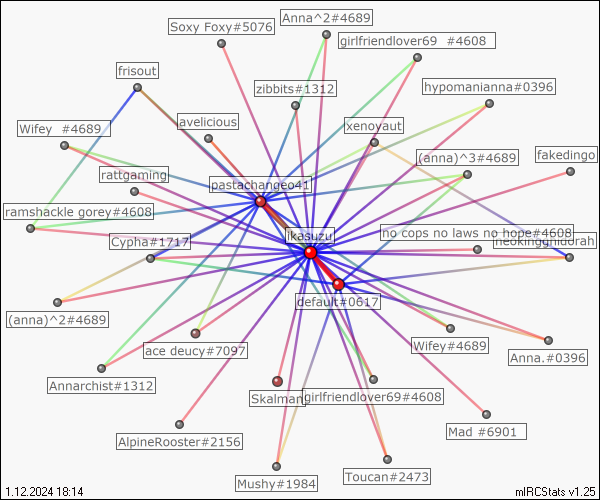 Anna^2#4689
Soxy Foxy#5076
girlfriendlover69 #4608
frisout
zibbits#1312
hypomanianna#0396
avelicious
xenoyaut
Wifey #4689
(anna)^3#4689
fakedingo
rattgaming
pastachangeo41
ramshackle gorey#4608
ikasuzu
no cops no laws no hope#4608
Cypha#1717
neokingghidorah
default#0617
(anna)^2#4689
Wifey#4689
ace deucy#7097
Anna.#0396
Annarchist#1312
Skalman
girlfriendlover69#4608
AlpineRooster#2156
Mad #6901
Toucan#2473
Mushy#1984
1.12.2024 18:14
mIRCStats v1.25